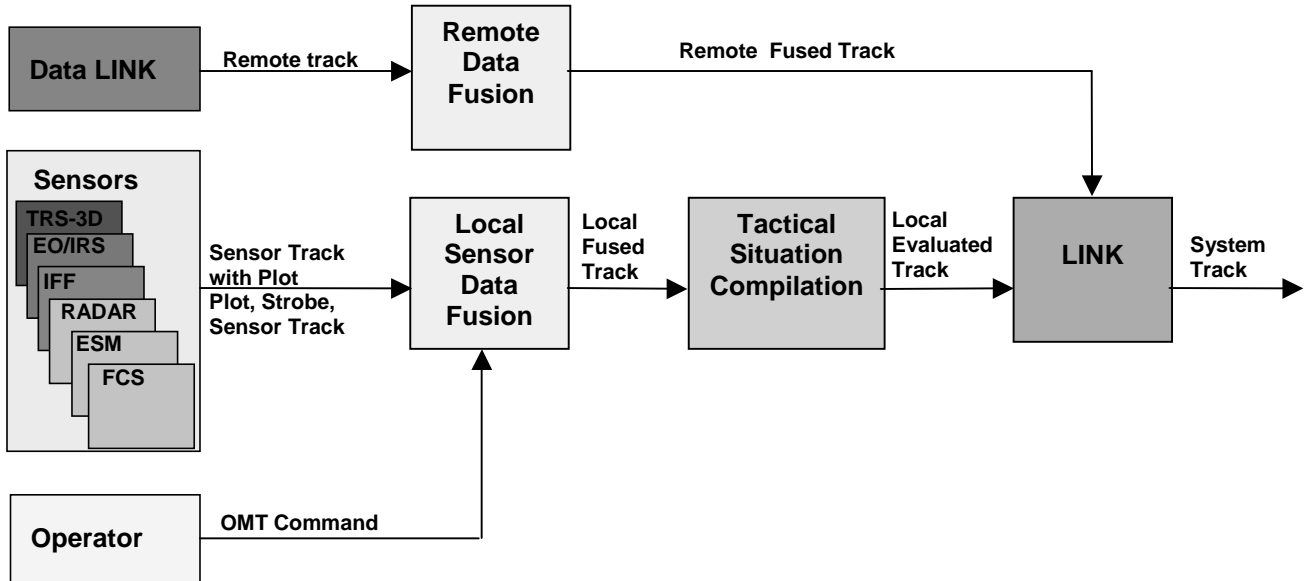 Data LINK
Remote track
Remote
Data
Fusion
Remote Fused Track
Sensors
TRS-3D
EO/IRS
IFF
RADAR
ESM
FCS
Sensor Track
with Plot
Plot, Strobe,
Sensor Track
Local
Sensor
Data
Fusion
Local
Fused
Track
Tactical
Situation
Compilation
Local
Evaluated
Track
LINK
System
Track
Operator
OMT Command